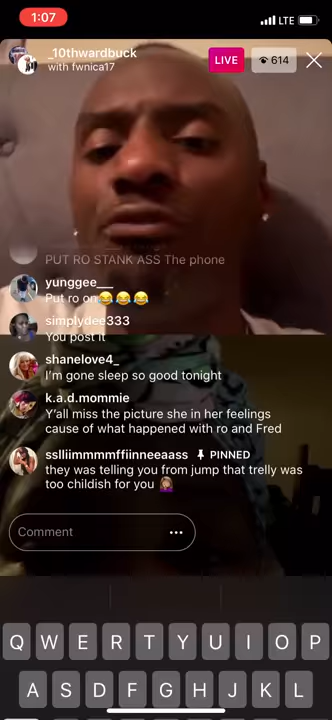 1:07
LTE
_10thwardbuck
with fwnica17
LIVE
614
PUT RO STANK ASS The phone
yunggee___
Put ro on😂😂😂
simplydee333
You post it
shanelove4_
I'm gone sleep so good tonight
k.a.d.mommie
Y'all miss the picture she in her feelings
cause of what happened with ro and Fred
sslliimmmmffiinneeaass PINNED
they was telling you from jump that trelly was
too childish for you 🤦🏽‍♀️
Comment
Q W E R T Y U I O P
A S D F G H J K L